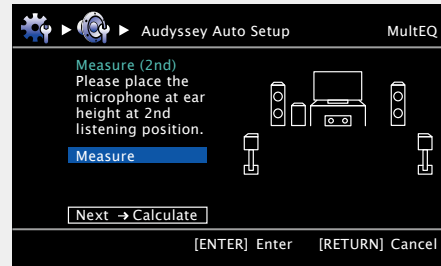 Audyssey Auto Setup MultEQ
Measure (2nd)
Please place the
microphone at ear
height at 2nd
listening position.
Measure
Next → Calculate
[ENTER] Enter [RETURN] Cancel